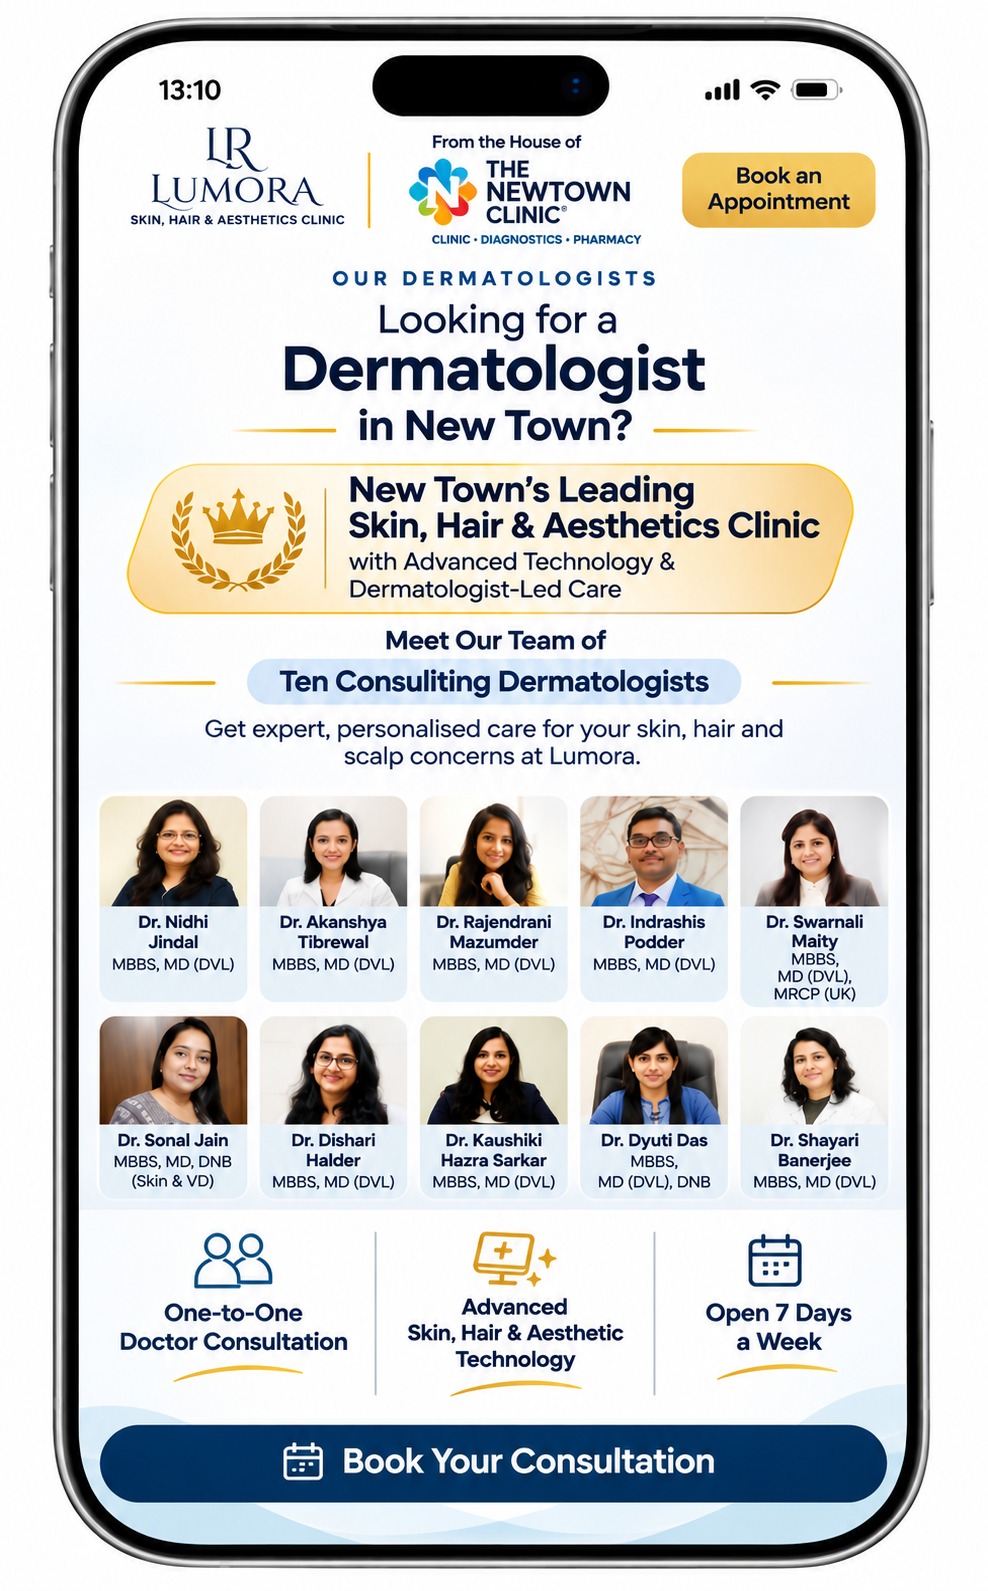 13:10
LR
LUMORA
SKIN, HAIR & AESTHETICS CLINIC
From the House of
N
THE
NEWTOWN
CLINIC®
CLINIC • DIAGNOSTICS • PHARMACY
Book an
Appointment
OUR DERMATOLOGISTS
Looking for a
Dermatologist
in New Town?
New Town's Leading
Skin, Hair & Aesthetics Clinic
with Advanced Technology &
Dermatologist-Led Care
Meet Our Team of
Ten Consuliting Dermatologists
Get expert, personalised care for your skin, hair and
scalp concerns at Lumora.
Dr. Nidhi
Jindal
MBBS, MD (DVL)
Dr. Akanshya
Tibrewal
MBBS, MD (DVL)
Dr. Rajendrani
Mazumder
MBBS, MD (DVL)
Dr. Indrashis
Podder
MBBS, MD (DVL)
Dr. Swarnali
Maity
MBBS,
MD (DVL),
MRCP (UK)
Dr. Sonal Jain
MBBS, MD, DNB
(Skin & VD)
Dr. Dishari
Halder
MBBS, MD (DVL)
Dr. Kaushiki
Hazra Sarkar
MBBS, MD (DVL)
Dr. Dyuti Das
MBBS,
MD (DVL), DNB
Dr. Shayari
Banerjee
MBBS, MD (DVL)
One-to-One
Doctor Consultation
Advanced
Skin, Hair & Aesthetic
Technology
Open 7 Days
a Week
Book Your Consultation